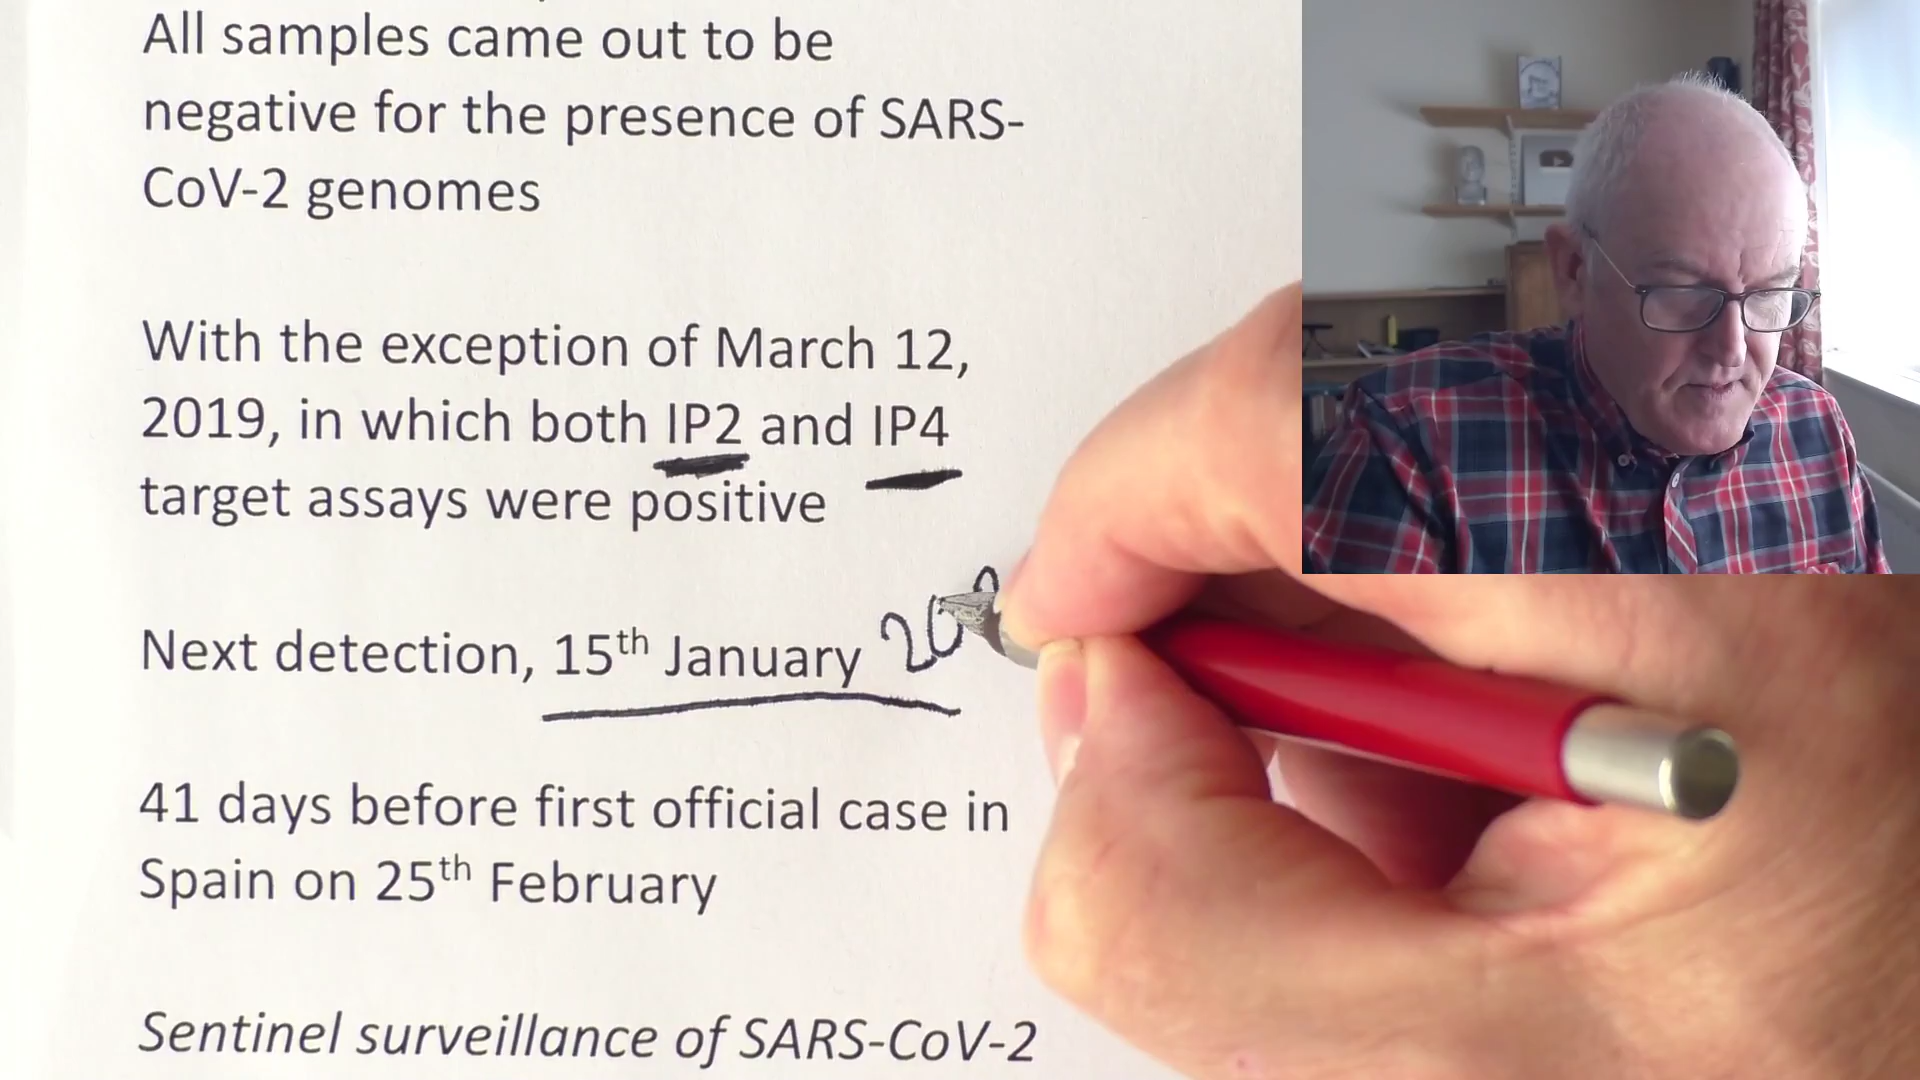 All samples came out to be
negative for the presence of SARS-
CoV-2 genomes
With the exception of March 12,
2019, in which both IP2 and IP4
target assays were positive
Next detection, 15th January 20
41 days before first official case in
Spain on 25th February
Sentinel surveillance of SARS-CoV-2